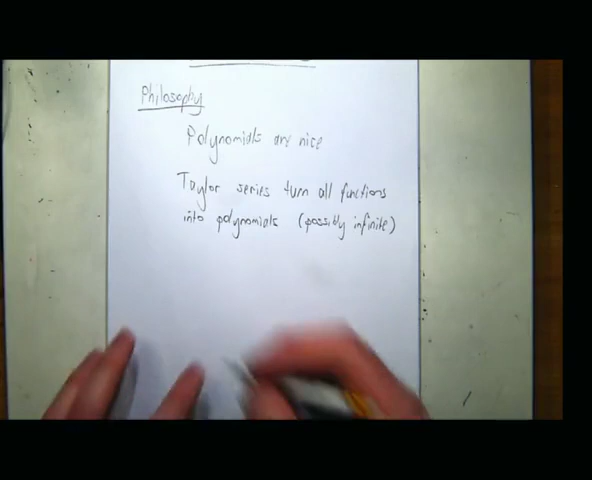 Philosophy
Polynomials are nice
Taylor series turn all functions
into polynomials (possibly infinite)